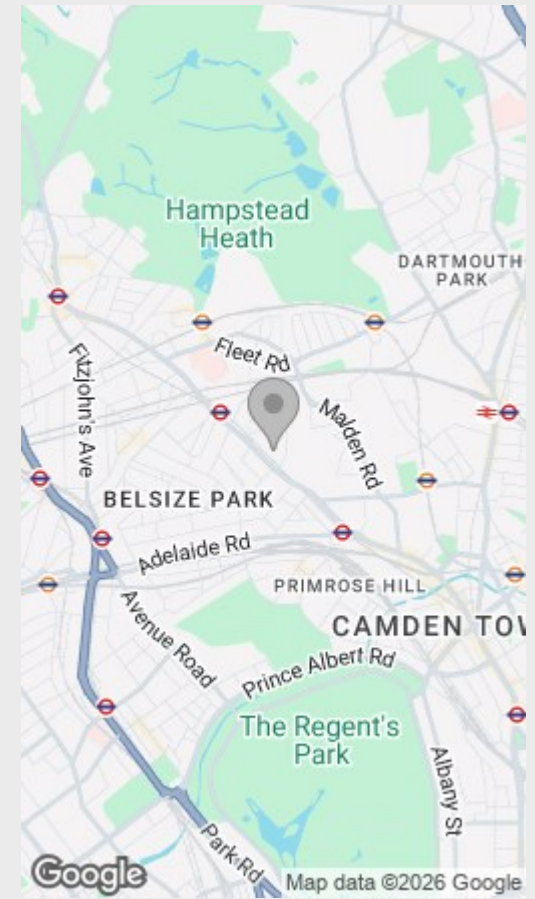 Hampstead
Heath
DARTMOUTH
PARK
Fleet Rd
Fitzjohn's Ave
Malden Rd
BELSIZE PARK
Adelaide Rd
PRIMROSE HILL
Avenue Road
CAMDEN TOW
Prince Albert Rd
The Regent's
Park
Albany St
Park Rd
Google
Map data ©2026 Google